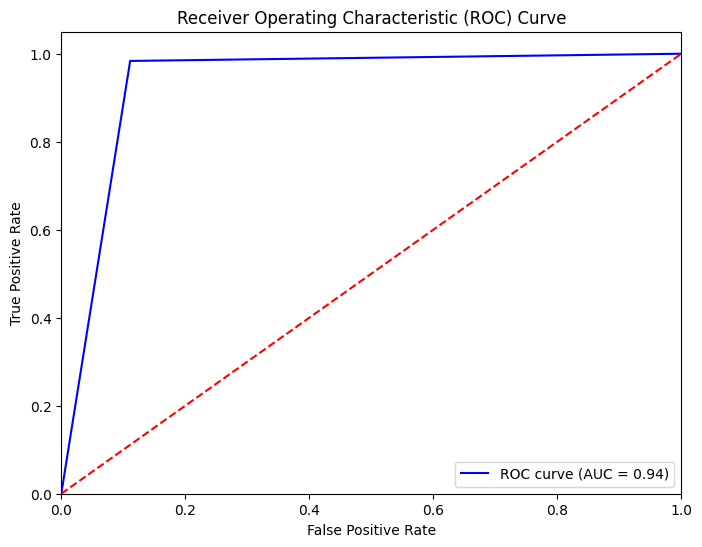 Receiver Operating Characteristic (ROC) Curve
1.0
0.8
0.6
0.4
0.2
0.0
True Positive Rate
ROC curve (AUC = 0.94)
0.0 0.2 0.4 0.6 0.8 1.0
False Positive Rate